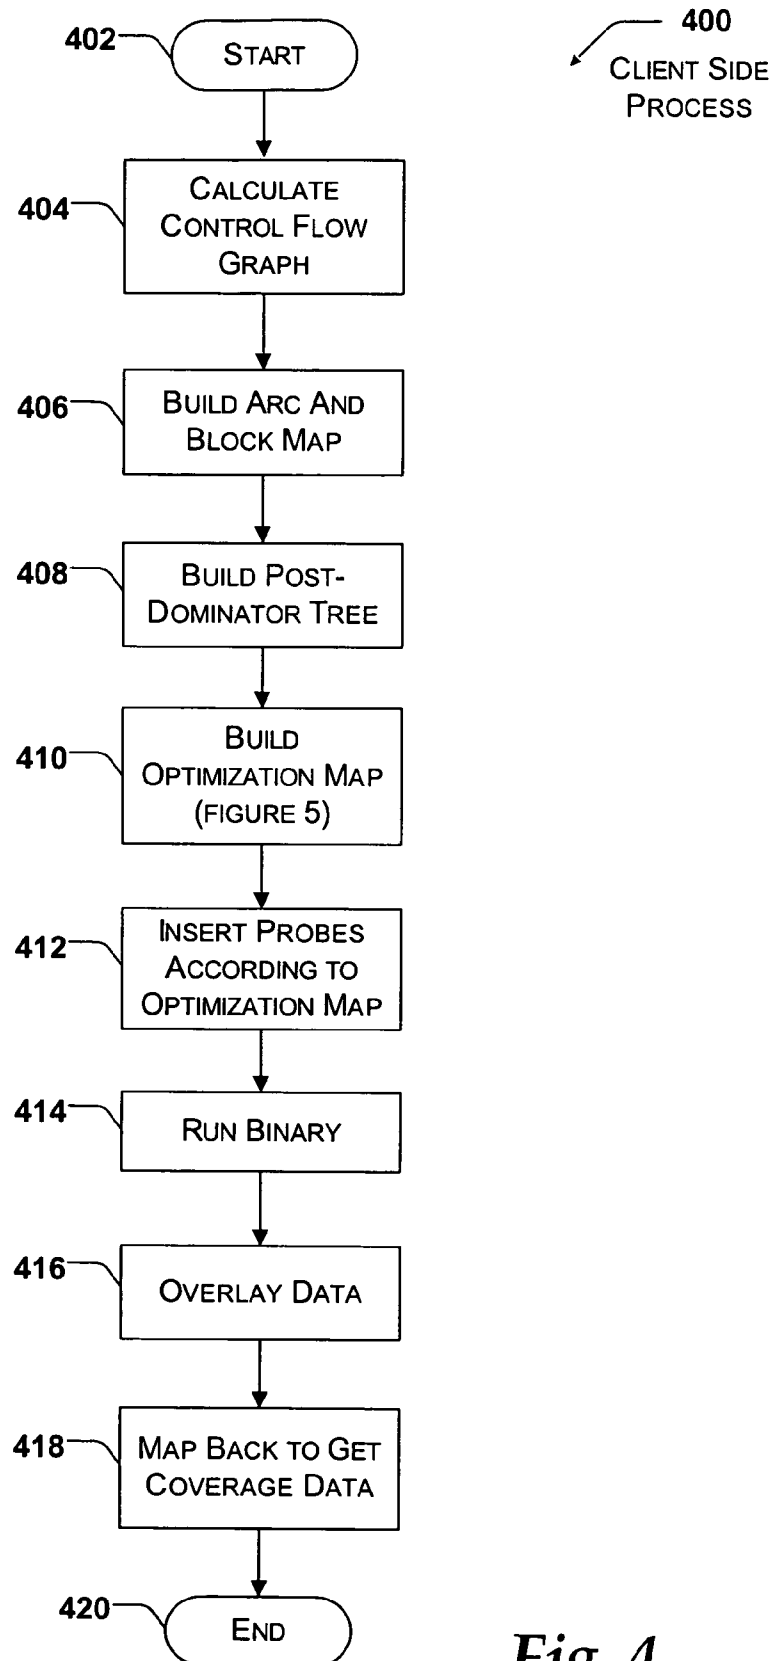 402
START
400
CLIENT SIDE
PROCESS
404
CALCULATE
CONTROL FLOW
GRAPH
406
BUILD ARC AND
BLOCK MAP
408
BUILD POST-
DOMINATOR TREE
410
BUILD
OPTIMIZATION MAP
(FIGURE 5)
412
INSERT PROBES
ACCORDING TO
OPTIMIZATION MAP
414
RUN BINARY
416
OVERLAY DATA
418
MAP BACK TO GET
COVERAGE DATA
420
END
Fig. 4